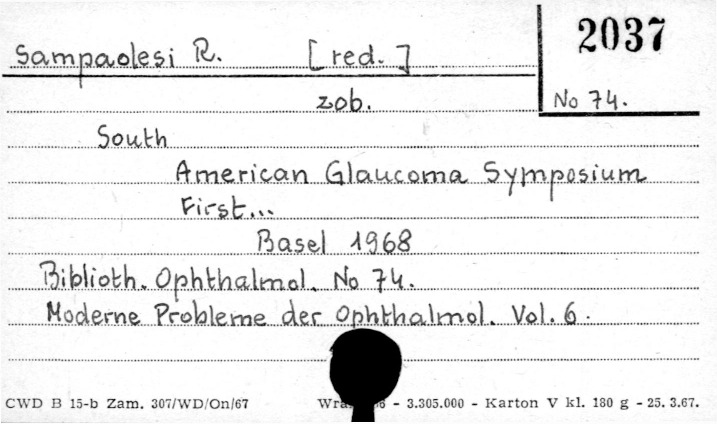 2037
Sampaolesi R. [red.]
zob. No 74.
South
American Glaucoma Symposium
First...
Basel 1968
Biblioth. Ophthalmol. No 74.
Moderne Probleme der Ophthalmol. Vol. 6.
CWD B 15-b Zam. 307/WD/On/67 - 3.305.000 - Karton V kl. 180 g - 25. 3.67.